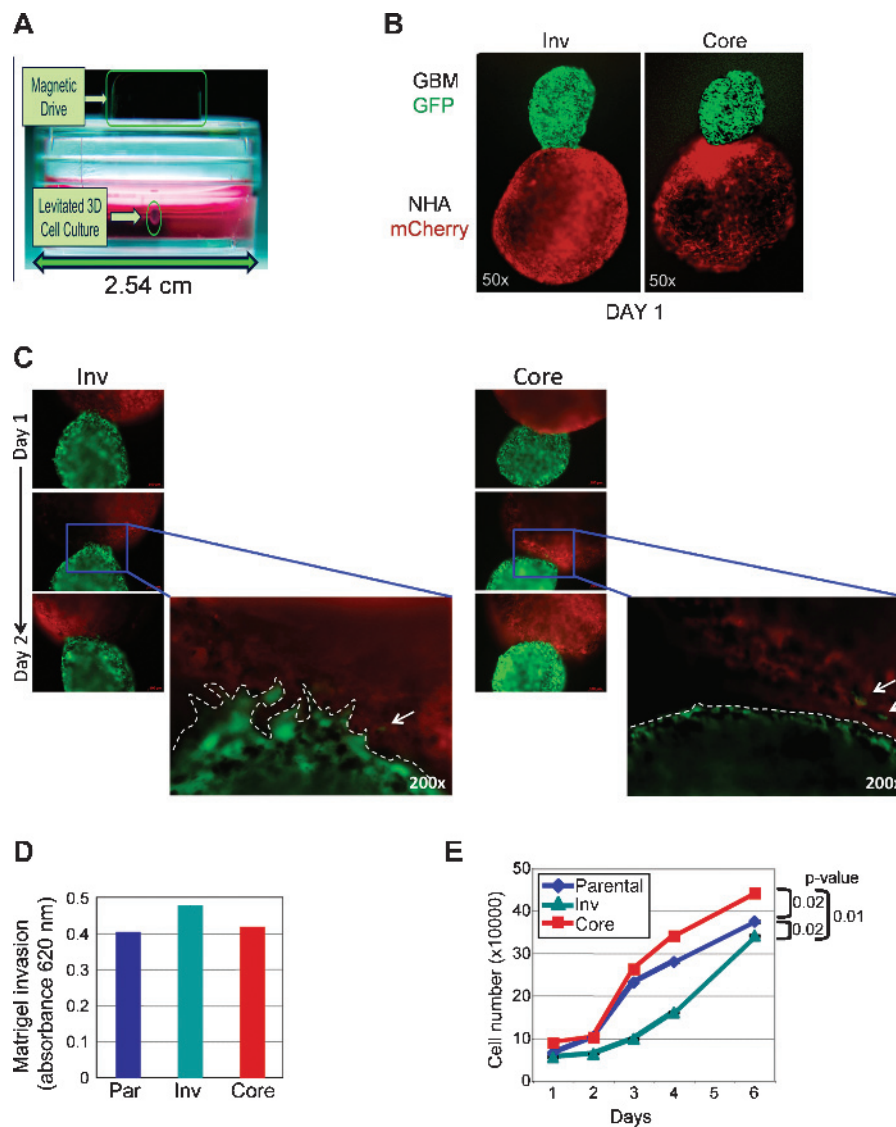 A
Magnetic
Drive
Levitated 3D
Cell Culture
2.54 cm
B
Inv
Core
GBM
GFP
NHA
mCherry
50x
50x
DAY 1
C
Inv
Core
Day 1
Day 2
200x
200x
D
Matrigel invasion
(absorbance 620 nm)
0.5
0.4
0.3
0.2
0.1
0
Par
Inv
Core
E
Cell number (x10000)
50
40
30
20
10
0
Parental
Inv
Core
p-value
0.02
0.01
0.02
1
2
3
4
5
6
Days